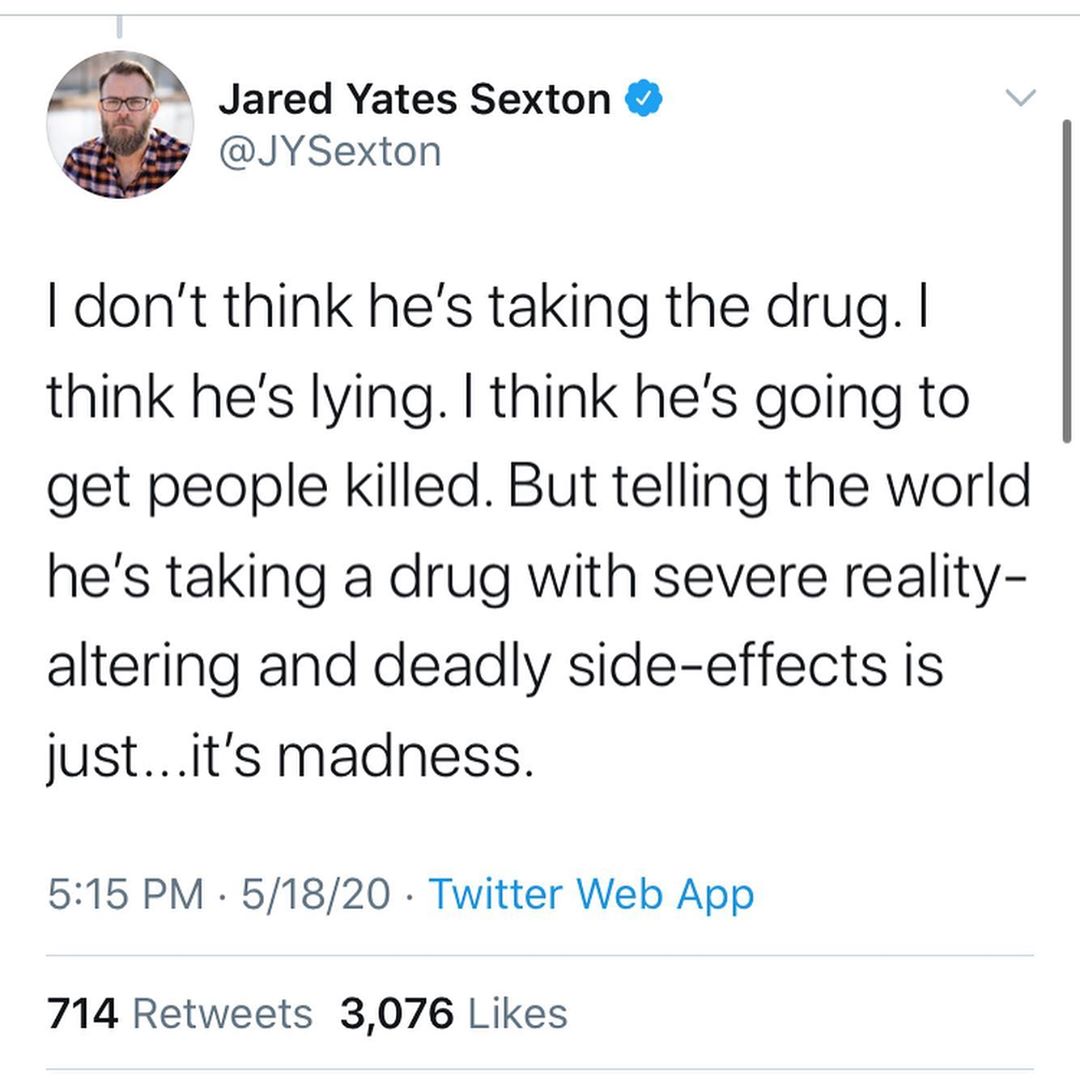 Jared Yates Sexton
@JYSexton
I don’t think he’s taking the drug. I
think he’s lying. I think he’s going to
get people killed. But telling the world
he’s taking a drug with severe reality-
altering and deadly side-effects is
just...it’s madness.
5:15 PM · 5/18/20 · Twitter Web App
714 Retweets 3,076 Likes